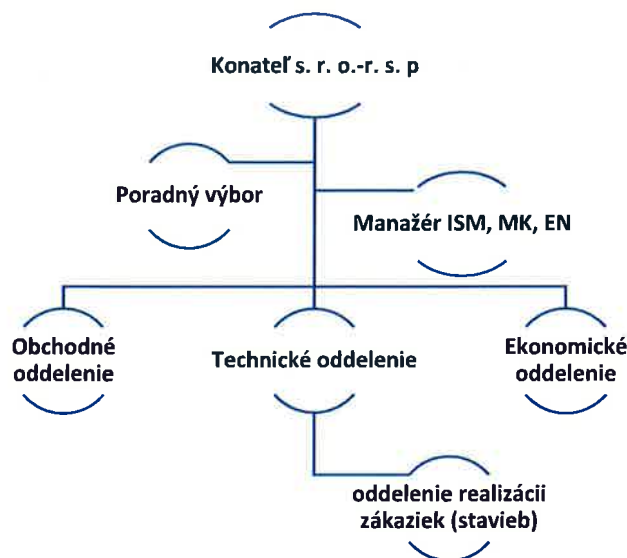 Konateľ s. r. o.-r. s. p
Poradný výbor
Manažér ISM, MK, EN
Obchodné
oddelenie
Technické oddelenie
Ekonomické
oddelenie
oddelenie realizácii
zákaziek (stavieb)